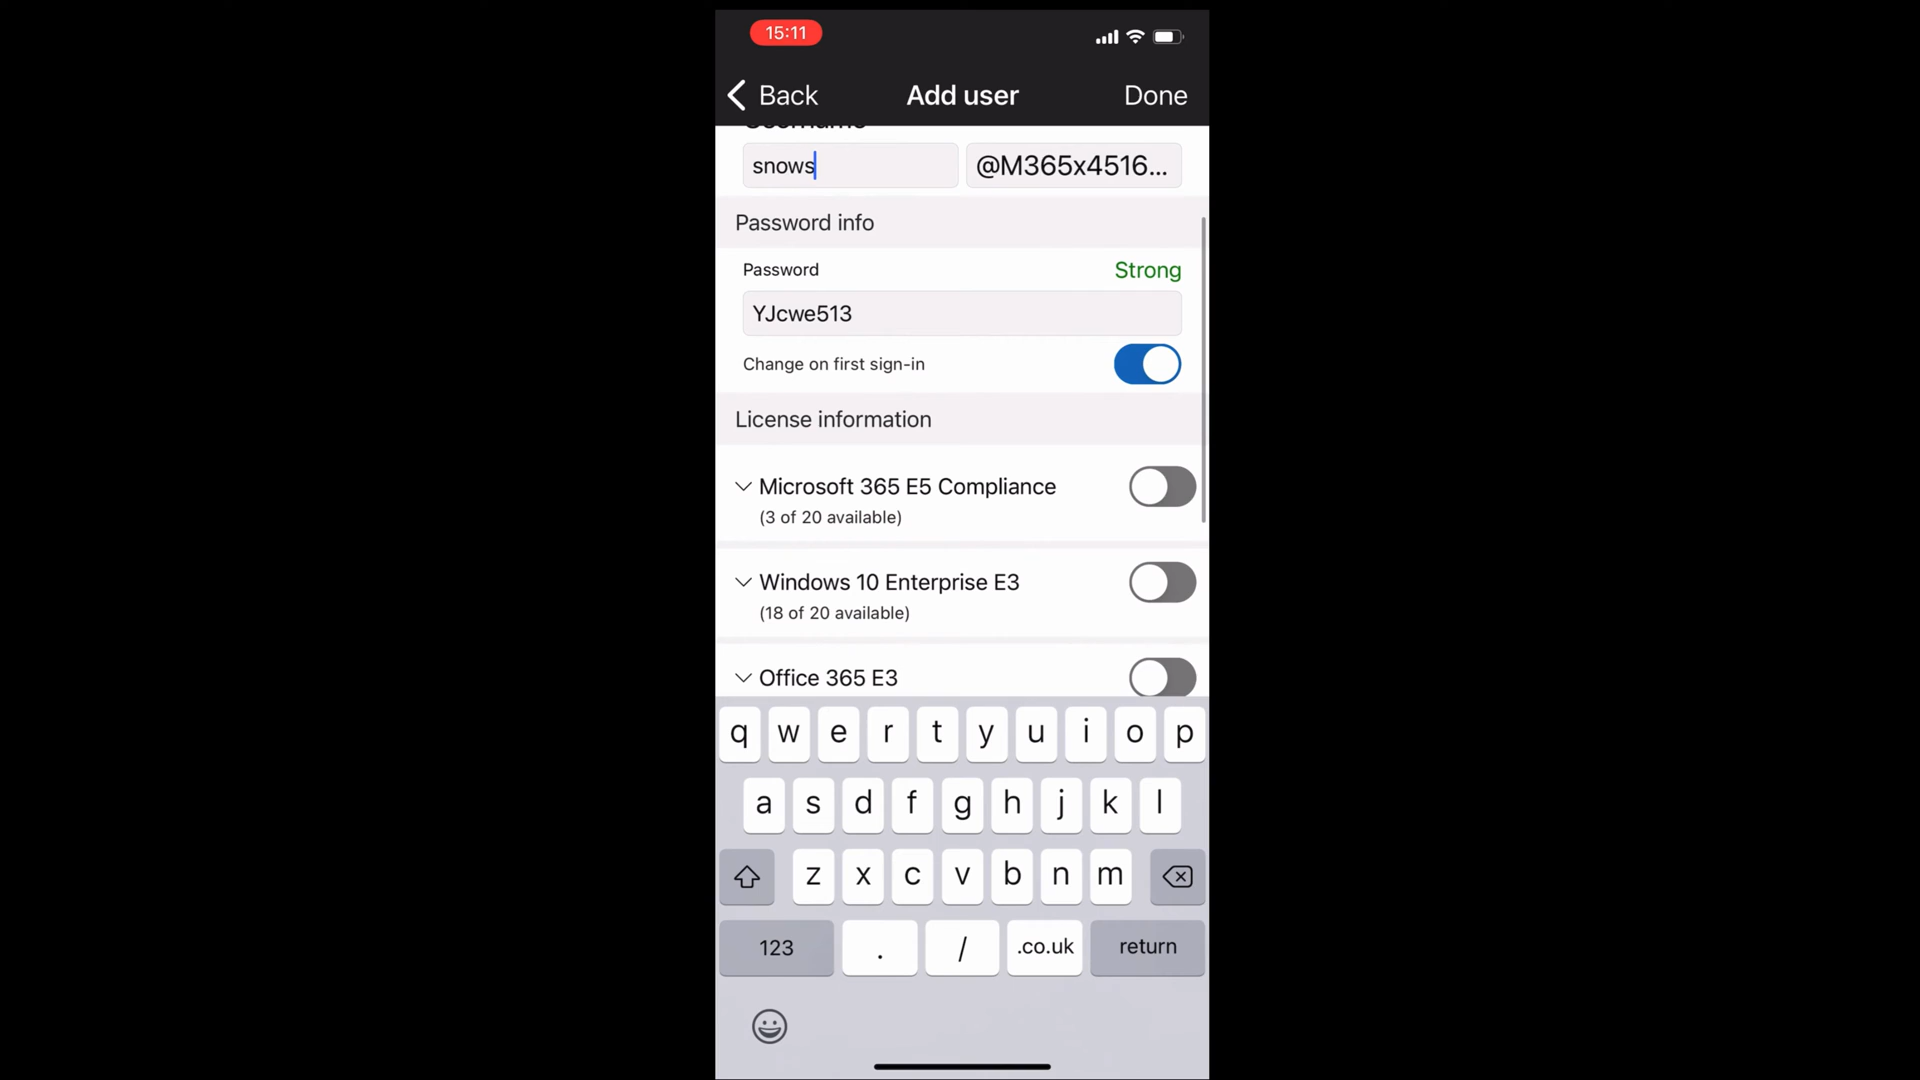 15:11
Back Add user Done
Username
snows @M365x4516...
Password info
Password Strong
YJcwe513
Change on first sign-in
License information
Microsoft 365 E5 Compliance
(3 of 20 available)
Windows 10 Enterprise E3
(18 of 20 available)
Office 365 E3
q w e r t y u i o p
a s d f g h j k l
z x c v b n m
123 . / .co.uk return